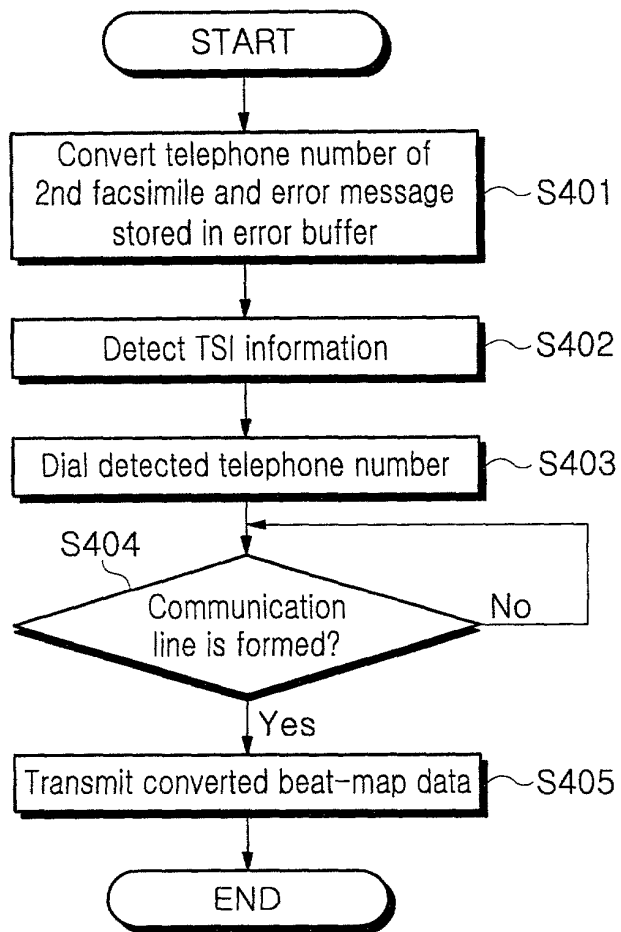 START
Convert telephone number of
2nd facsimile and error message
stored in error buffer
S401
Detect TSI information
S402
Dial detected telephone number
S403
S404
Communication
line is formed?
No
Yes
Transmit converted beat-map data
S405
END